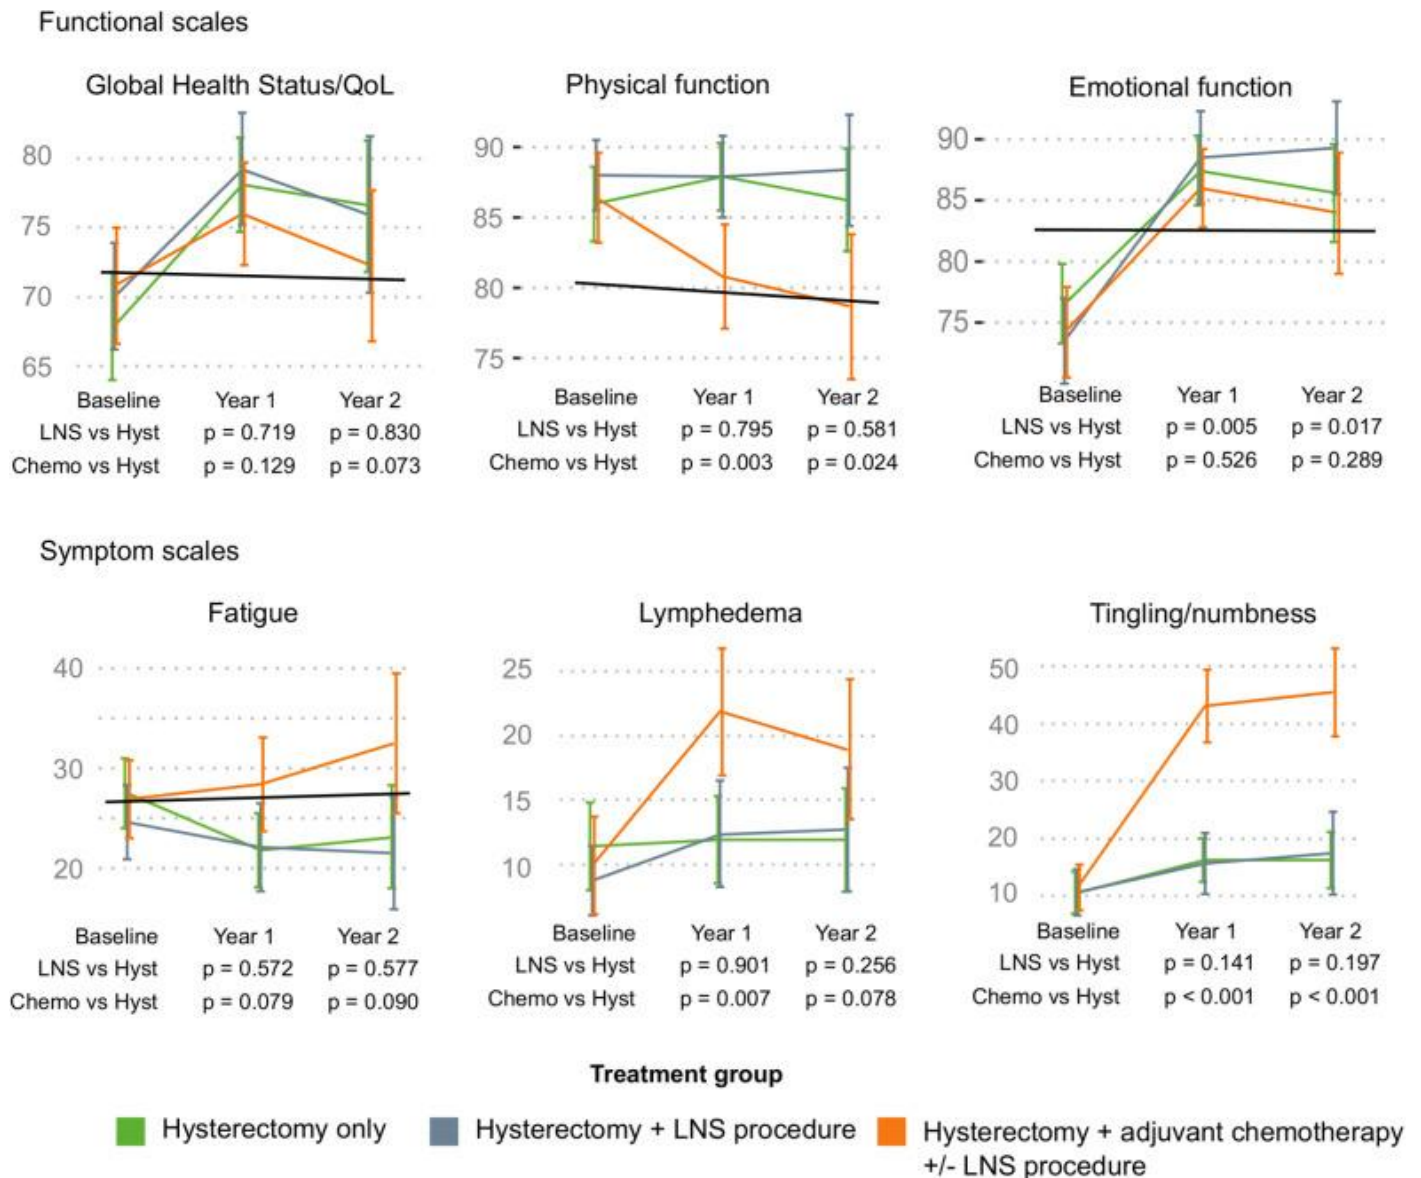 Functional scales
Global Health Status/QoL
80
75
70
65
Baseline Year 1 Year 2
LNS vs Hyst p = 0.719 p = 0.830
Chemo vs Hyst p = 0.129 p = 0.073
Physical function
90
85
80
75
Baseline Year 1 Year 2
LNS vs Hyst p = 0.795 p = 0.581
Chemo vs Hyst p = 0.003 p = 0.024
Emotional function
90
85
80
75
Baseline Year 1 Year 2
LNS vs Hyst p = 0.005 p = 0.017
Chemo vs Hyst p = 0.526 p = 0.289
Symptom scales
Fatigue
40
30
20
Baseline Year 1 Year 2
LNS vs Hyst p = 0.572 p = 0.577
Chemo vs Hyst p = 0.079 p = 0.090
Lymphedema
25
20
15
10
Baseline Year 1 Year 2
LNS vs Hyst p = 0.901 p = 0.256
Chemo vs Hyst p = 0.007 p = 0.078
Tingling/numbness
50
40
30
20
10
Baseline Year 1 Year 2
LNS vs Hyst p = 0.141 p = 0.197
Chemo vs Hyst p < 0.001 p < 0.001
Treatment group
Hysterectomy only
Hysterectomy + LNS procedure
Hysterectomy + adjuvant chemotherapy
+/- LNS procedure